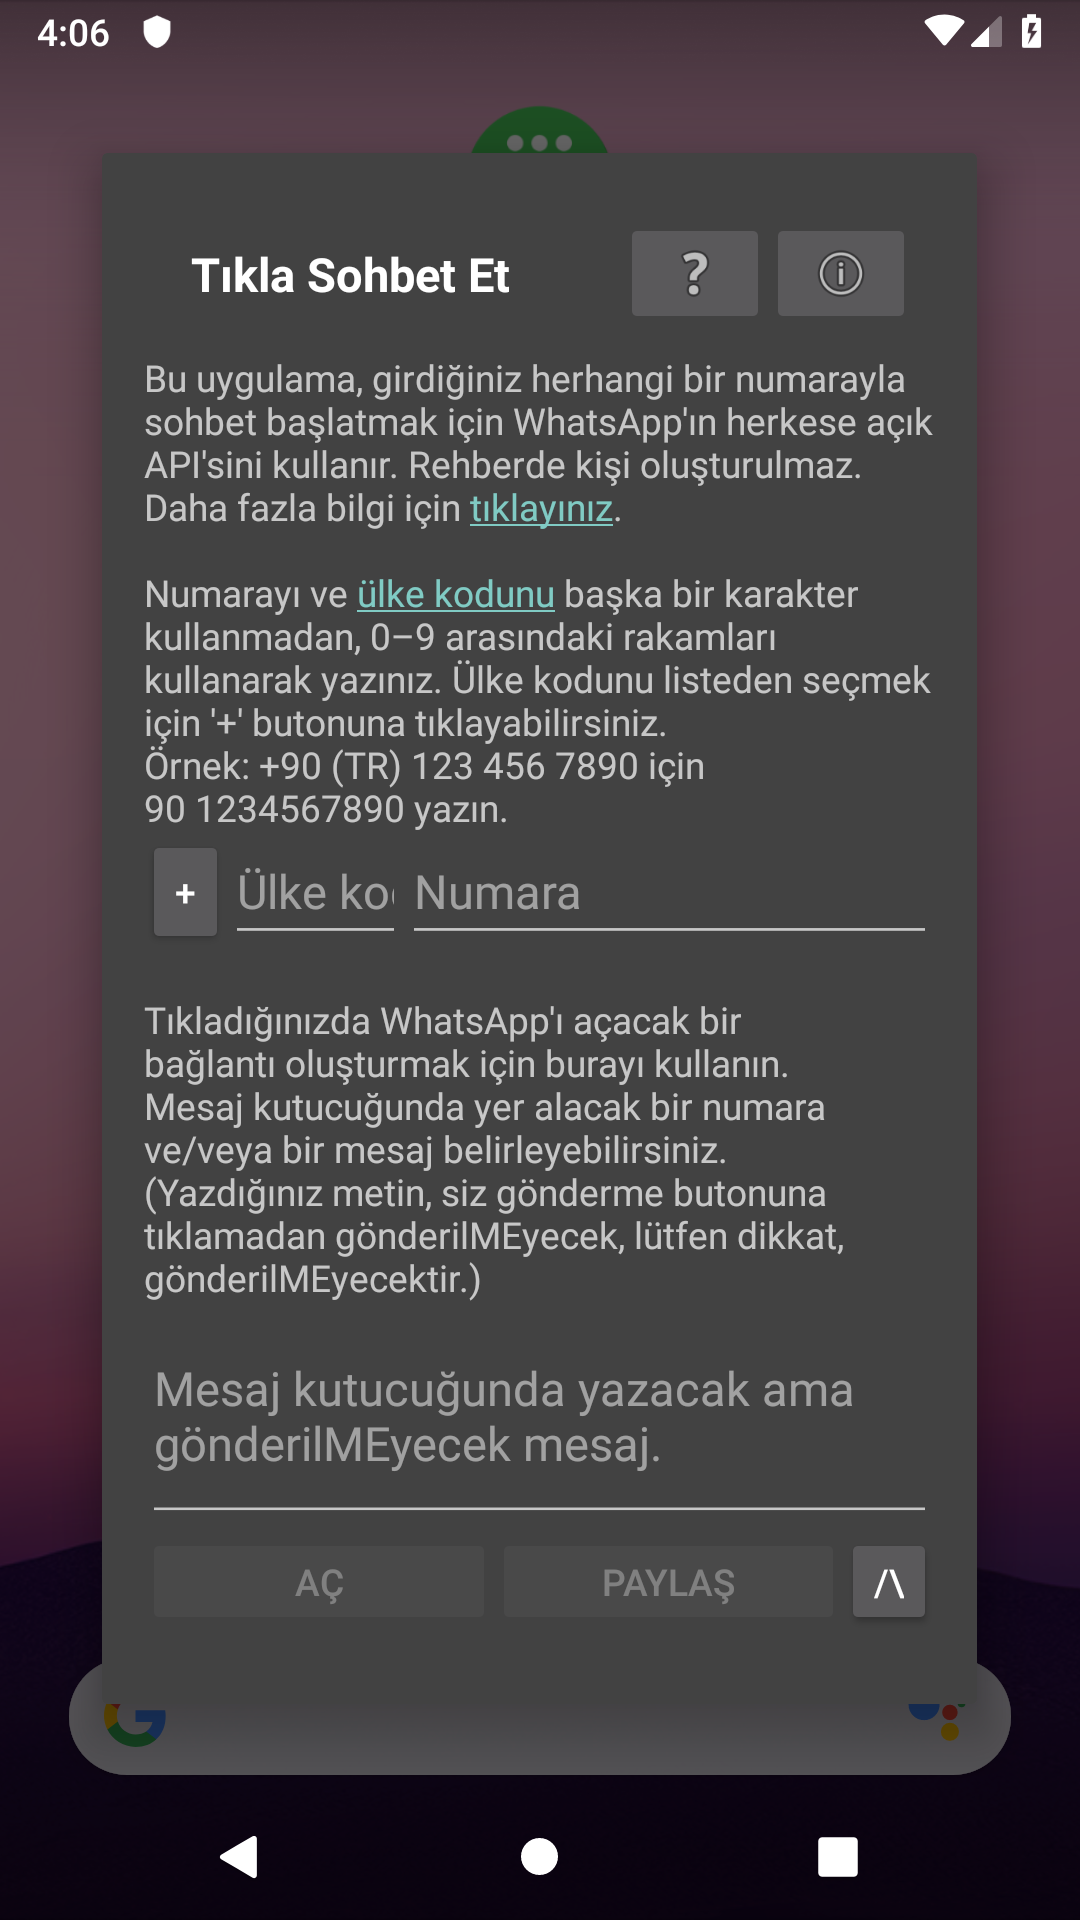 4:06
Tıkla Sohbet Et
?
Bu uygulama, girdiğiniz herhangi bir numarayla
sohbet başlatmak için WhatsApp'ın herkese açık
API'sini kullanır. Rehberde kişi oluşturulmaz.
Daha fazla bilgi için tıklayınız.
Numarayı ve ülke kodunu başka bir karakter
kullanmadan, 0–9 arasındaki rakamları
kullanarak yazınız. Ülke kodunu listeden seçmek
için '+' butonuna tıklayabilirsiniz.
Örnek: +90 (TR) 123 456 7890 için
90 1234567890 yazın.
+ Ülke ko Numara
Tıkladığınızda WhatsApp'ı açacak bir
bağlantı oluşturmak için burayı kullanın.
Mesaj kutucuğunda yer alacak bir numara
ve/veya bir mesaj belirleyebilirsiniz.
(Yazdığınız metin, siz gönderme butonuna
tıklamadan gönderilMEyecek, lütfen dikkat,
gönderilMEyecektir.)
Mesaj kutucuğunda yazacak ama
gönderilMEyecek mesaj.
AÇ PAYLAŞ /\